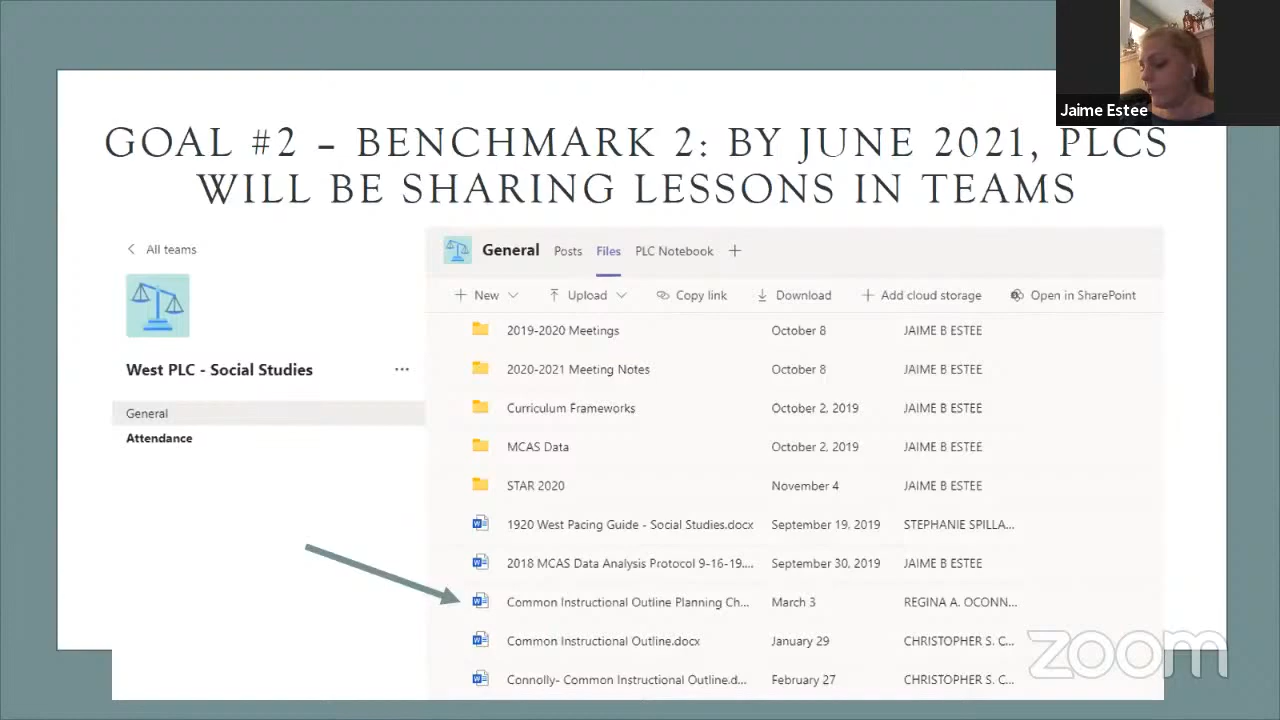 Jaime Estee
GOAL #2 – BENCHMARK 2: BY JUNE 2021, PLCS
WILL BE SHARING LESSONS IN TEAMS
All teams
West PLC - Social Studies
General
Attendance
General Posts Files PLC Notebook
New Upload Copy link Download Add cloud storage Open in SharePoint
2019-2020 Meetings October 8 JAIME B ESTEE
2020-2021 Meeting Notes October 8 JAIME B ESTEE
Curriculum Frameworks October 2, 2019 JAIME B ESTEE
MCAS Data October 2, 2019 JAIME B ESTEE
STAR 2020 November 4 JAIME B ESTEE
1920 West Pacing Guide - Social Studies.docx September 19, 2019 STEPHANIE SPILLA...
2018 MCAS Data Analysis Protocol 9-16-19.... September 30, 2019 JAIME B ESTEE
Common Instructional Outline Planning Ch... March 3 REGINA A. OCONN...
Common Instructional Outline.docx January 29 CHRISTOPHER S. C...
Connolly- Common Instructional Outline.d... February 27 CHRISTOPHER S. C...
zoom